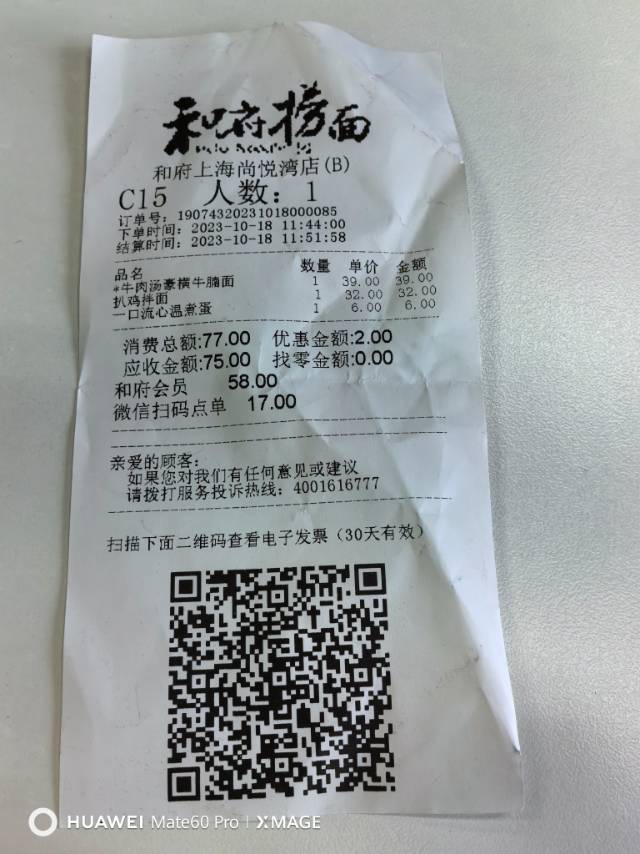 和府捞面
和府上海尚悦湾店(B)
C15 人数：1
订单号：19074320231018000085
下单时间：2023-10-18 11:44:00
结算时间：2023-10-18 11:51:58
品名 数量 单价 金额
*牛肉汤豪横牛腩面 1 39.00 39.00
扒鸡拌面 1 32.00 32.00
一口流心温煮蛋 1 6.00 6.00
消费总额:77.00 优惠金额:2.00
应收金额:75.00 找零金额:0.00
和府会员 58.00
微信扫码点单 17.00
亲爱的顾客：
如果您对我们有任何意见或建议
请拨打服务投诉热线：4001616777
扫描下面二维码查看电子发票（30天有效）
HUAWEI Mate60 Pro | XMAGE